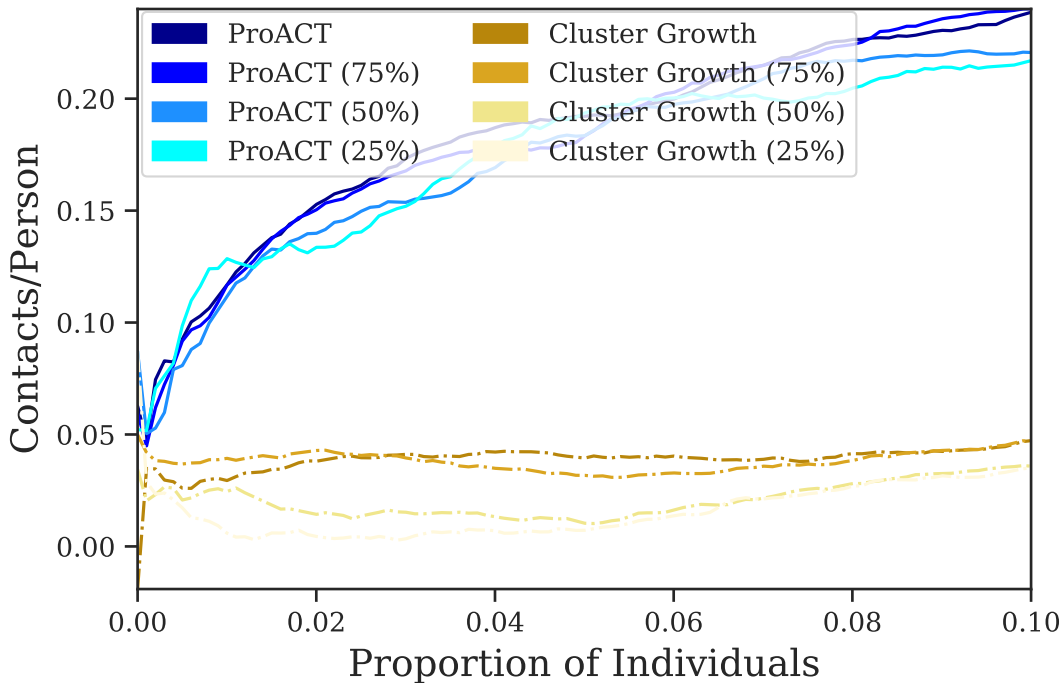 ProACT
ProACT (75%)
ProACT (50%)
ProACT (25%)
Cluster Growth
Cluster Growth (75%)
Cluster Growth (50%)
Cluster Growth (25%)
Contacts/Person
0.20
0.15
0.10
0.05
0.00
0.00
0.02
0.04
0.06
0.08
0.10
Proportion of Individuals